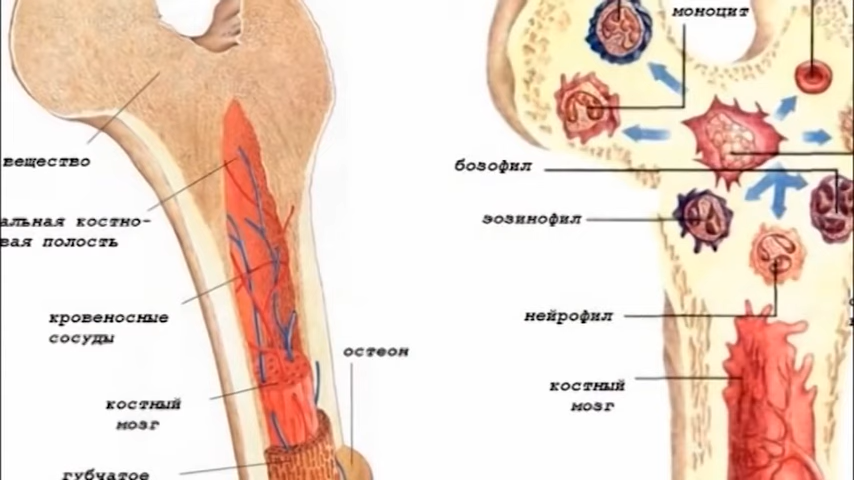 вещество
альная костно-
вая полость
кровеносные
сосуды
костный
мозг
губчатое
остеон
моноцит
бозофил
эозинофил
нейрофил
костный
мозг